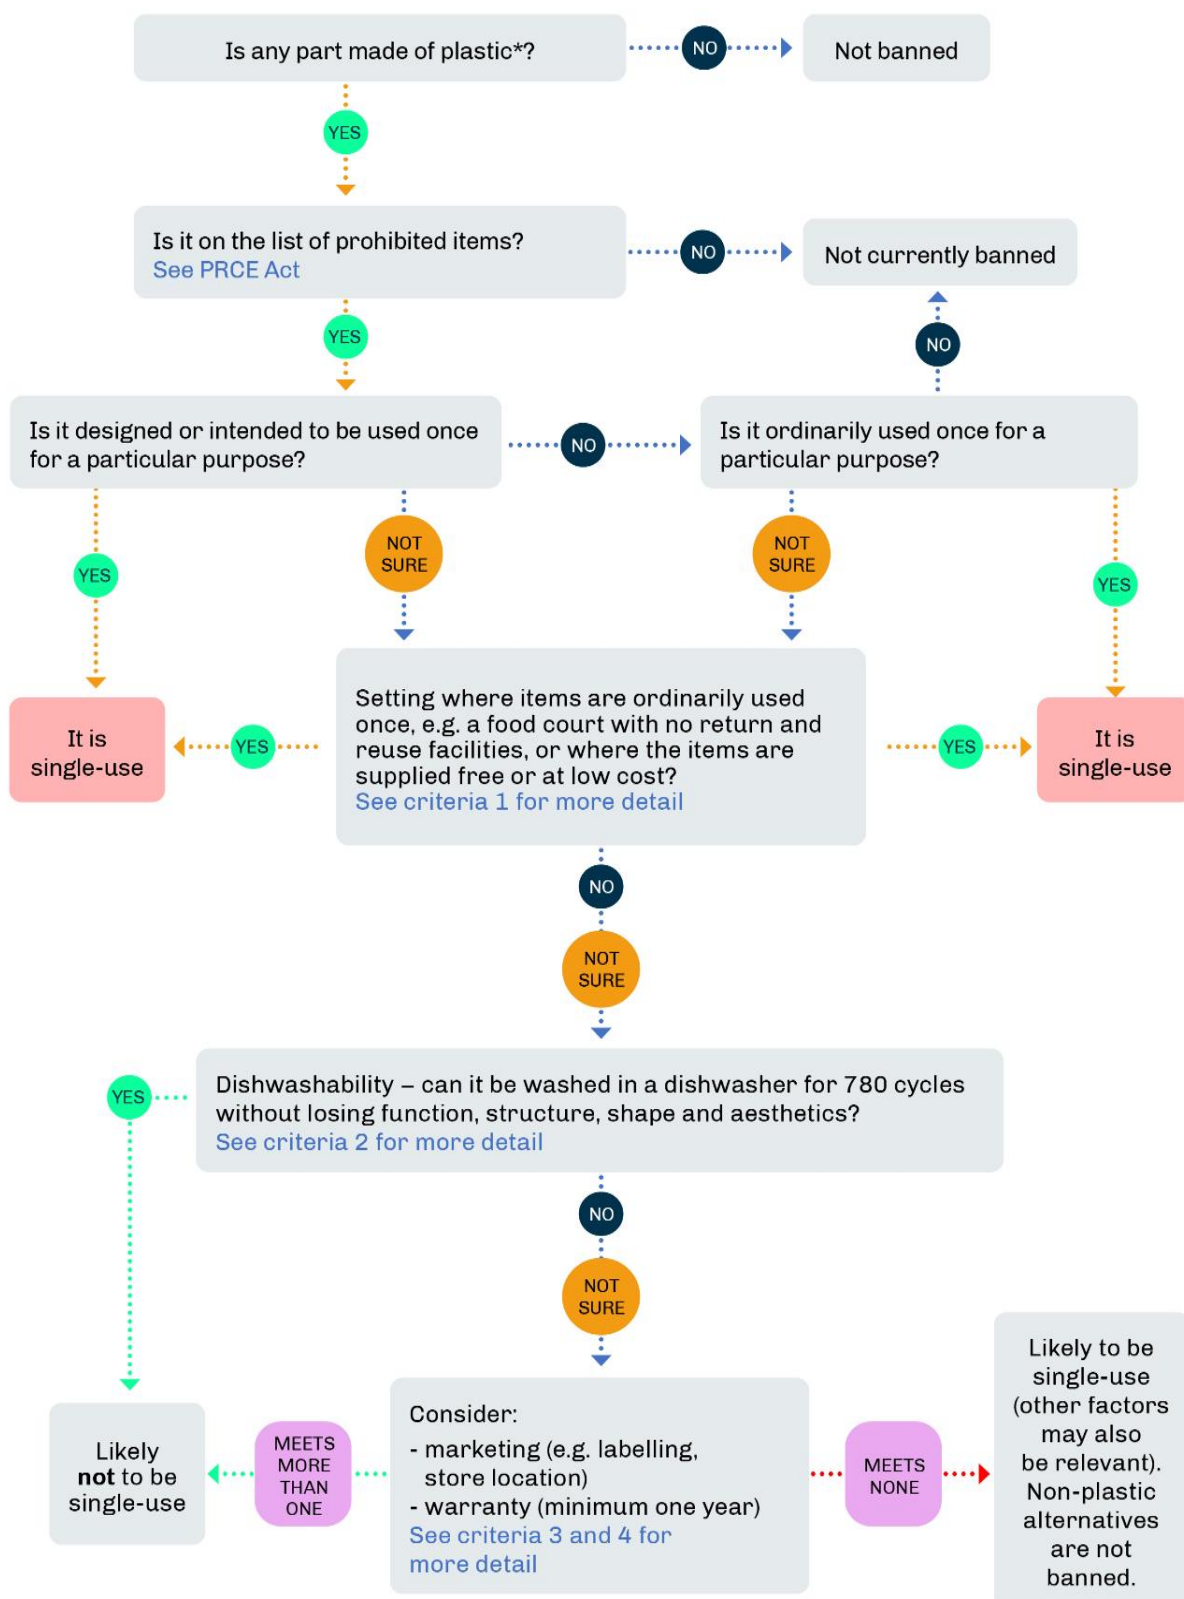 Is any part made of plastic*?
NO
Not banned
YES
Is it on the list of prohibited items?
See PRCE Act
NO
Not currently banned
YES
NO
Is it designed or intended to be used once
for a particular purpose?
NO
Is it ordinarily used once for a
particular purpose?
YES
NOT
SURE
NOT
SURE
YES
It is
single-use
YES
Setting where items are ordinarily used
once, e.g. a food court with no return and
reuse facilities, or where the items are
supplied free or at low cost?
See criteria 1 for more detail
YES
It is
single-use
NO
NOT
SURE
YES
Dishwashability – can it be washed in a dishwasher for 780 cycles
without losing function, structure, shape and aesthetics?
See criteria 2 for more detail
NO
NOT
SURE
Likely
not to be
single-use
MEETS
MORE
THAN
ONE
Consider:
- marketing (e.g. labelling,
store location)
- warranty (minimum one year)
See criteria 3 and 4 for
more detail
MEETS
NONE
Likely to be
single-use
(other factors
may also
be relevant).
Non-plastic
alternatives
are not
banned.